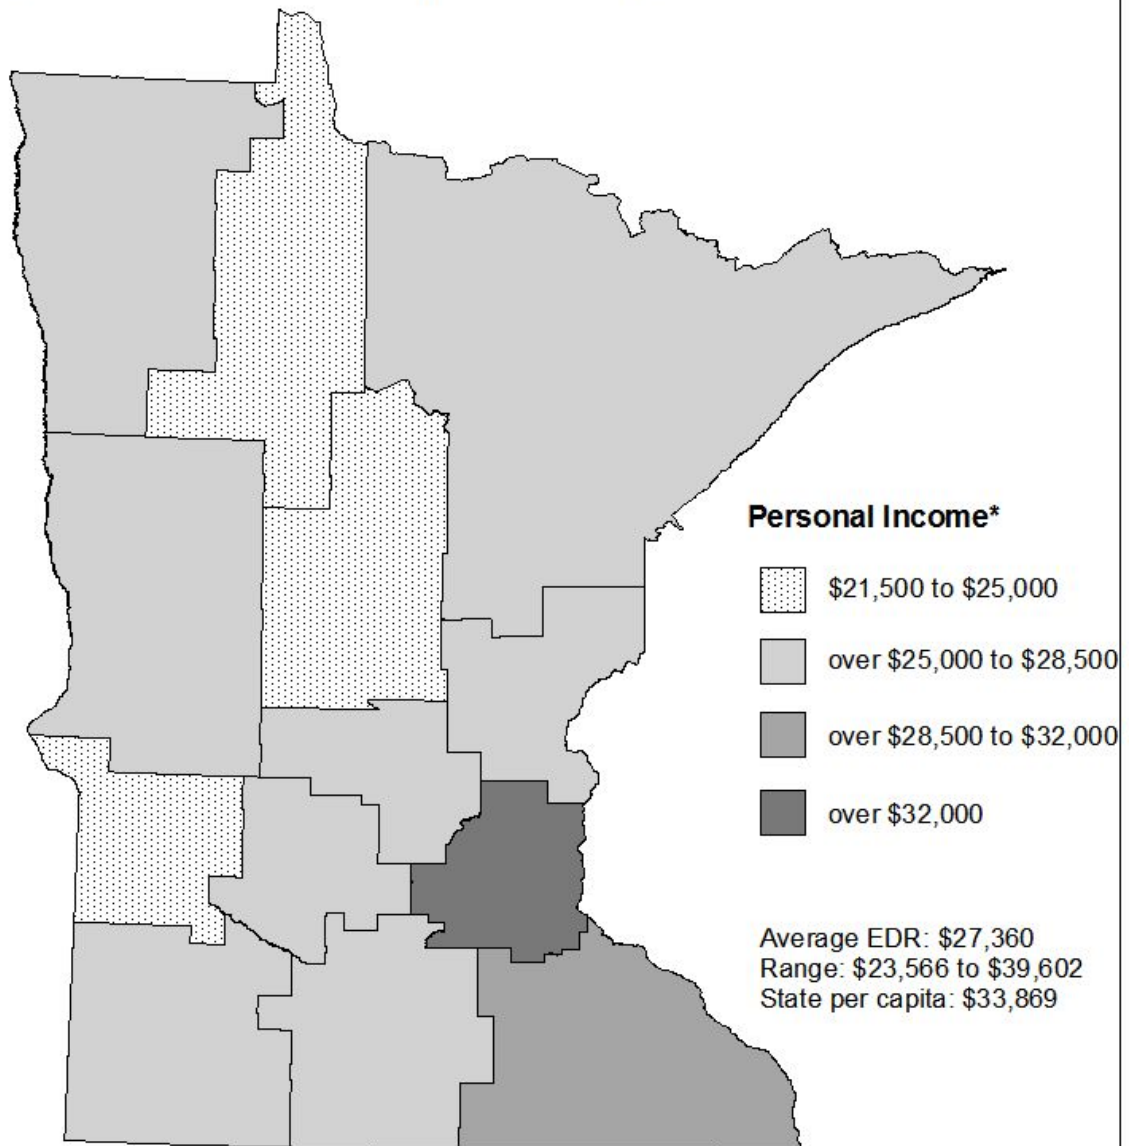 Personal Income*
$21,500 to $25,000
over $25,000 to $28,500
over $28,500 to $32,000
over $32,000
Average EDR: $27,360
Range: $23,566 to $39,602
State per capita: $33,869